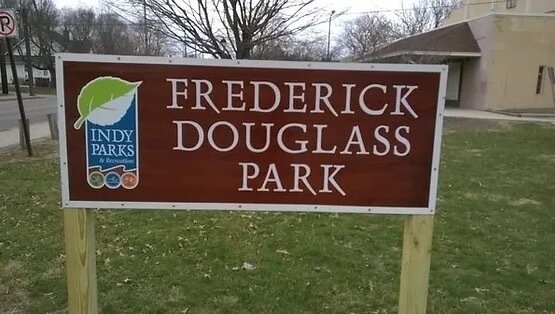 FREDERICK
DOUGLASS
PARK
INDY
PARKS
& Recreation